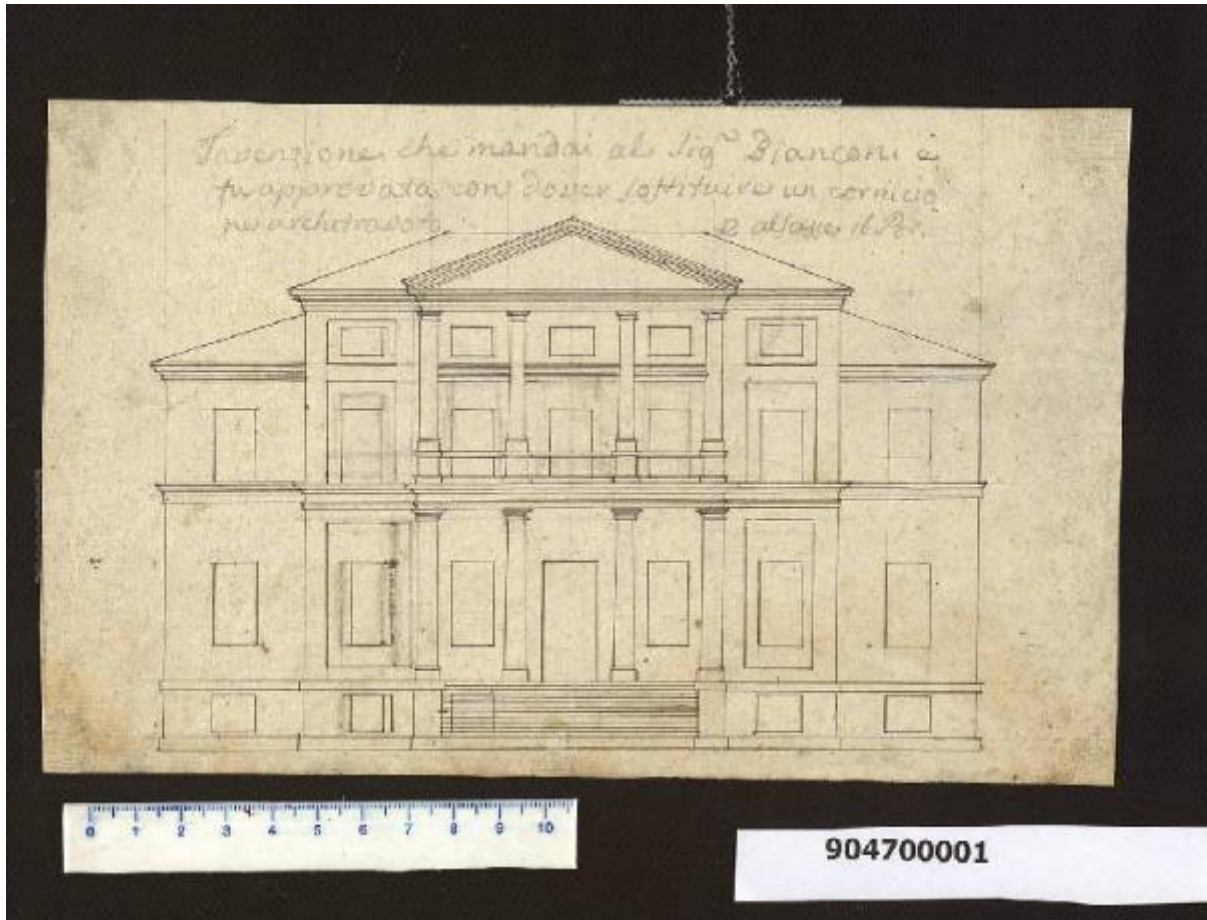 Invenzione che mandai al Sig.r Bianconi e
fu approvata con dover sostituire un cornicio
ne architravato
0 1 2 3 4 5 6 7 8 9 10
904700001